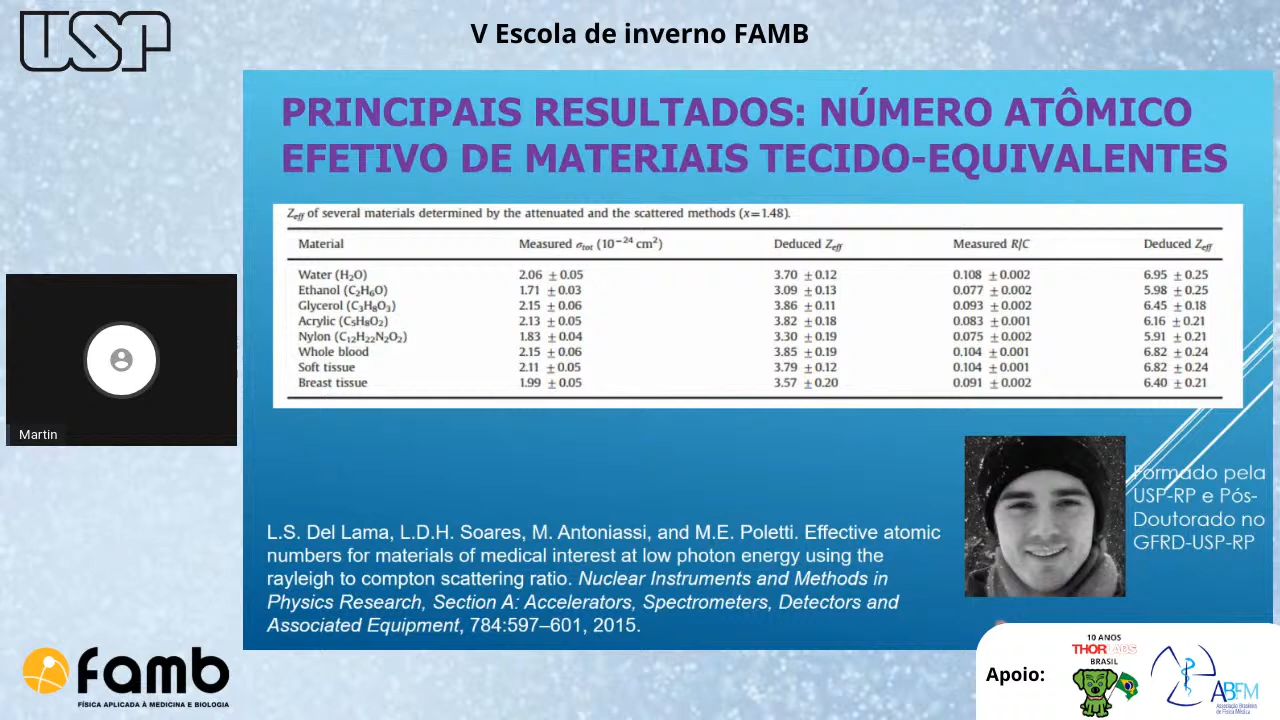 USP
V Escola de inverno FAMB
PRINCIPAIS RESULTADOS: NÚMERO ATÔMICO
EFETIVO DE MATERIAIS TECIDO-EQUIVALENTES
Zeff of several materials determined by the attenuated and the scattered methods (x=1.48).
Material Measured σtot (10−24 cm2) Deduced Zeff Measured R/C Deduced Zeff
Water (H2O) 2.06 ±0.05 3.70 ±0.12 0.108 ±0.002 6.95 ±0.25
Ethanol (C2H6O) 1.71 ±0.03 3.09 ±0.13 0.077 ±0.002 5.98 ±0.25
Glycerol (C3H8O3) 2.15 ±0.06 3.86 ±0.11 0.093 ±0.002 6.45 ±0.18
Acrylic (C5H8O2) 2.13 ±0.05 3.82 ±0.18 0.083 ±0.001 6.16 ±0.21
Nylon (C12H22N2O2) 1.83 ±0.04 3.30 ±0.19 0.075 ±0.002 5.91 ±0.21
Whole blood 2.15 ±0.06 3.85 ±0.19 0.104 ±0.001 6.82 ±0.24
Soft tissue 2.11 ±0.05 3.79 ±0.12 0.104 ±0.001 6.82 ±0.24
Breast tissue 1.99 ±0.05 3.57 ±0.20 0.091 ±0.002 6.40 ±0.21
Martin
Formado pela
USP-RP e Pós-
Doutorado no
GFRD-USP-RP
L.S. Del Lama, L.D.H. Soares, M. Antoniassi, and M.E. Poletti. Effective atomic
numbers for materials of medical interest at low photon energy using the
rayleigh to compton scattering ratio. Nuclear Instruments and Methods in
Physics Research, Section A: Accelerators, Spectrometers, Detectors and
Associated Equipment, 784:597–601, 2015.
famb
FÍSICA APLICADA À MEDICINA E BIOLOGIA
Apoio:
10 ANOS
THORLABS
BRASIL
ABFM
Associação Brasileira
de Física Médica